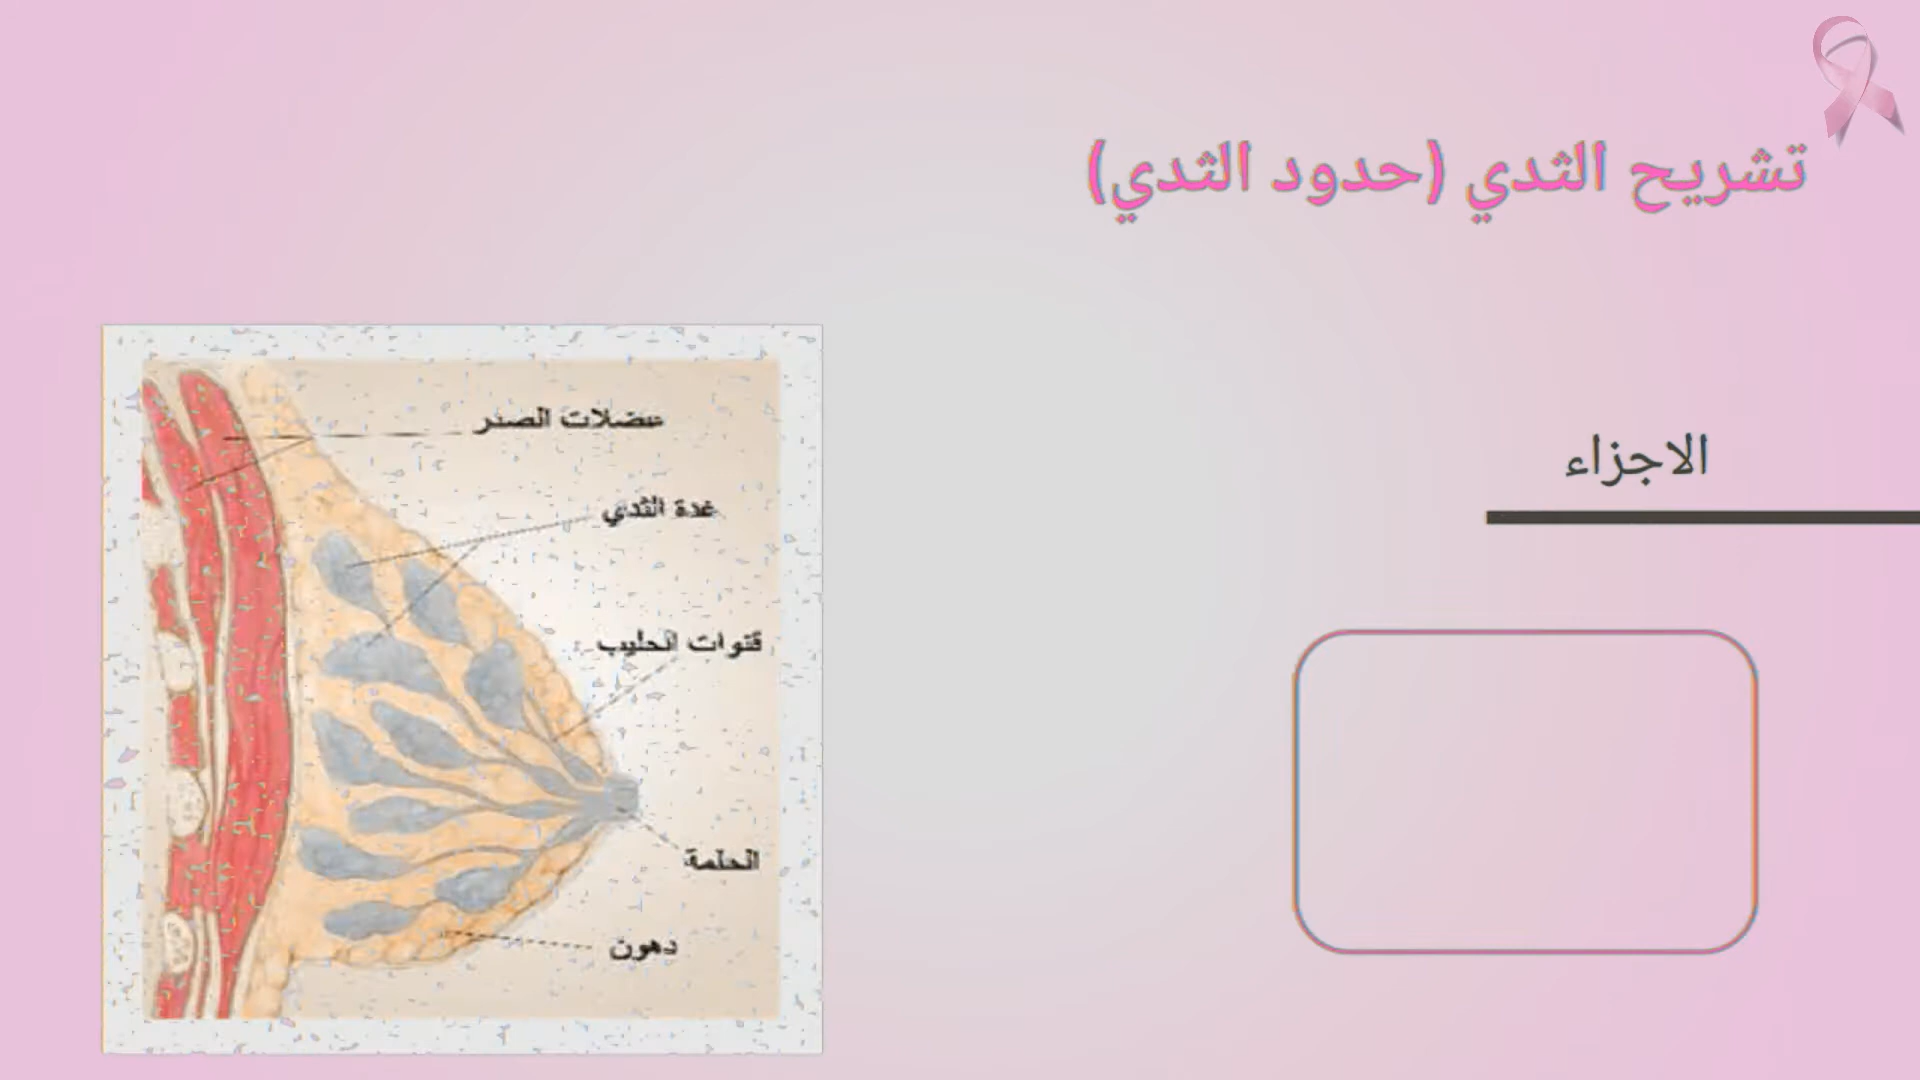 تشريح الثدي (حدود الثدي)
الاجزاء
عضلات الصدر
غدة الثدي
قنوات الحليب
الحلمة
دهون